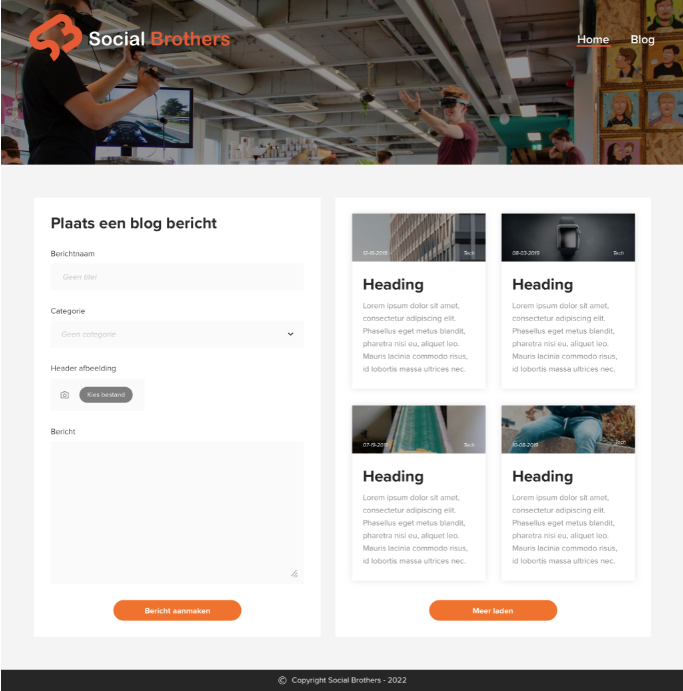 Social Brothers
Home Blog
Plaats een blog bericht
Berichtnaam
Geen titel
Categorie
Geen categorie
Header afbeelding
Kies bestand
Bericht
Bericht aanmaken
12-16-2019 Tech
Heading
Lorem ipsum dolor sit amet,
consectetur adipiscing elit.
Phasellus eget metus blandit,
pharetra nisi eu, aliquet leo.
Mauris lacinia commodo risus,
id lobortis massa ultrices nec.
08-03-2019 Tech
Heading
Lorem ipsum dolor sit amet,
consectetur adipiscing elit.
Phasellus eget metus blandit,
pharetra nisi eu, aliquet leo.
Mauris lacinia commodo risus,
id lobortis massa ultrices nec.
07-19-2019 Tech
Heading
Lorem ipsum dolor sit amet,
consectetur adipiscing elit.
Phasellus eget metus blandit,
pharetra nisi eu, aliquet leo.
Mauris lacinia commodo risus,
id lobortis massa ultrices nec.
10-08-2019 Tech
Heading
Lorem ipsum dolor sit amet,
consectetur adipiscing elit.
Phasellus eget metus blandit,
pharetra nisi eu, aliquet leo.
Mauris lacinia commodo risus,
id lobortis massa ultrices nec.
Meer laden
© Copyright Social Brothers - 2022